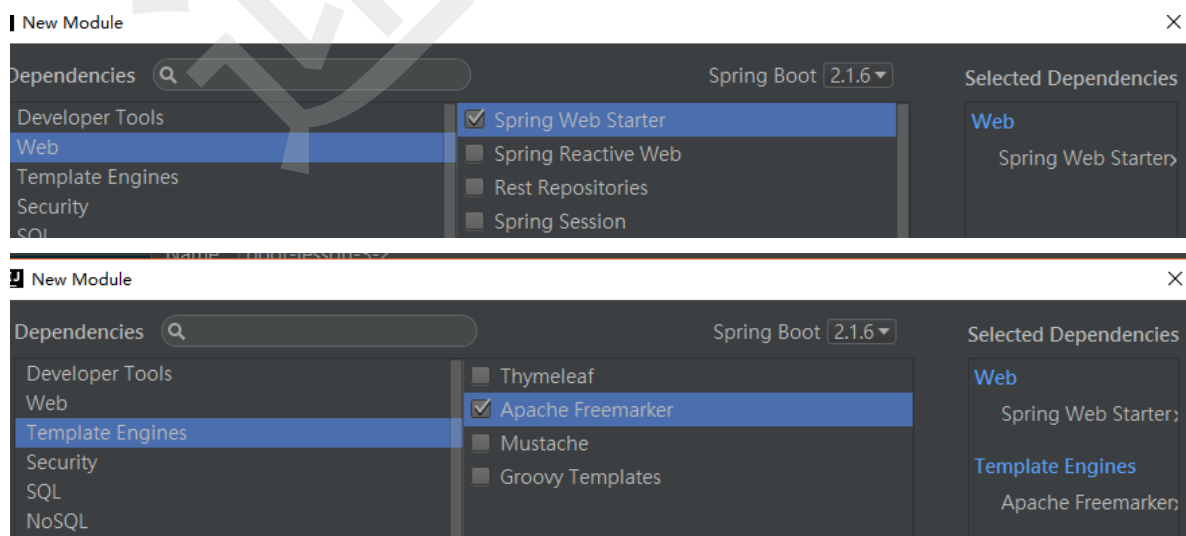 New Module
Dependencies
Spring Boot 2.1.6
Selected Dependencies
Developer Tools
Web
Template Engines
Security
SQL
Spring Web Starter
Spring Reactive Web
Rest Repositories
Spring Session
Web
Spring Web Starter
New Module
Dependencies
Spring Boot 2.1.6
Selected Dependencies
Developer Tools
Web
Template Engines
Security
SQL
NoSQL
Thymeleaf
Apache Freemarker
Mustache
Groovy Templates
Web
Spring Web Starter
Template Engines
Apache Freemarker